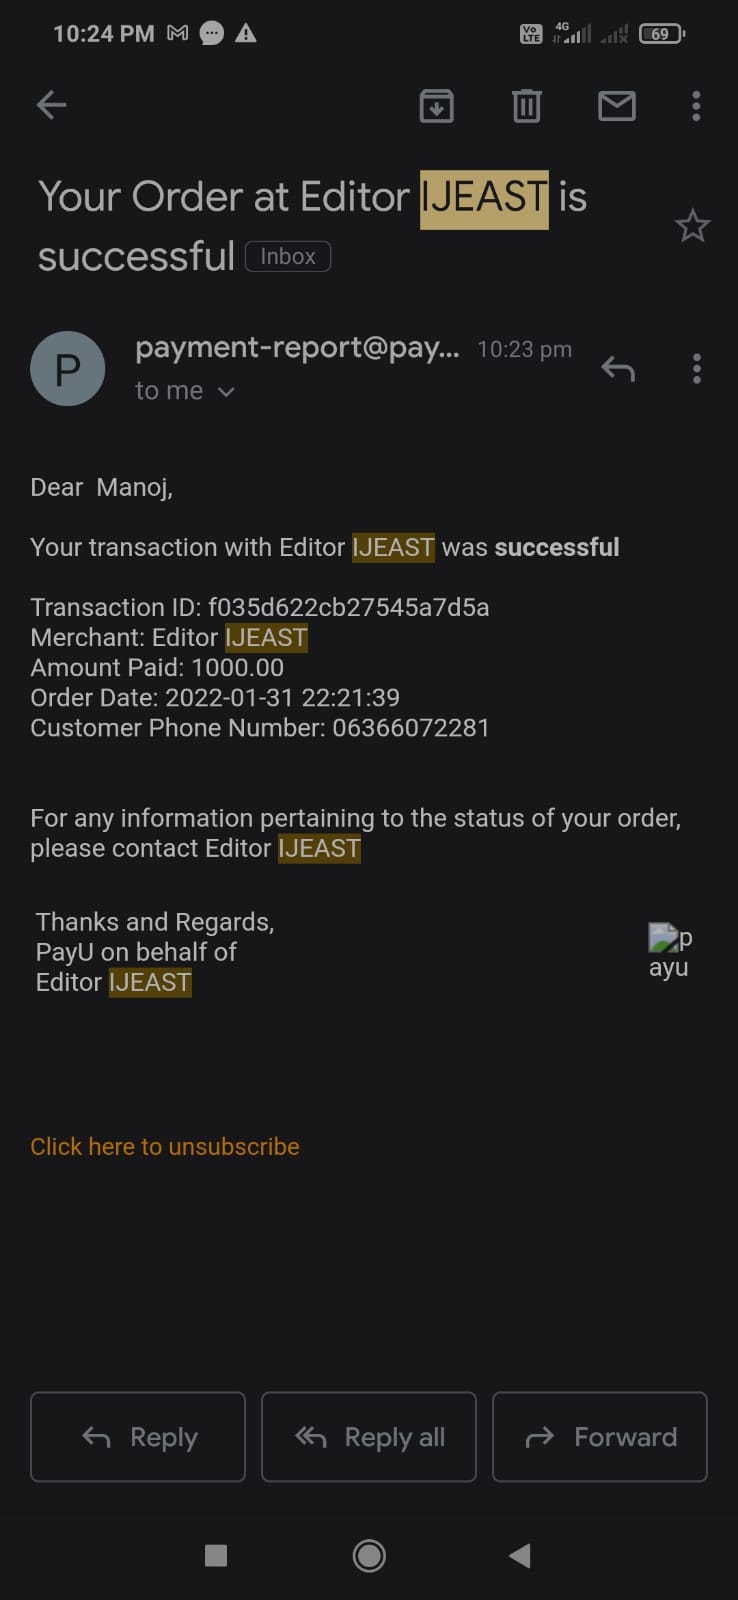 10:24 PM
Vo LTE 4G 69
Your Order at Editor IJEAST is
successful Inbox
P
payment-report@pay... 10:23 pm
to me
Dear Manoj,
Your transaction with Editor IJEAST was successful
Transaction ID: f035d622cb27545a7d5a
Merchant: Editor IJEAST
Amount Paid: 1000.00
Order Date: 2022-01-31 22:21:39
Customer Phone Number: 06366072281
For any information pertaining to the status of your order,
please contact Editor IJEAST
Thanks and Regards,
PayU on behalf of
Editor IJEAST
p
ayu
Click here to unsubscribe
Reply
Reply all
Forward